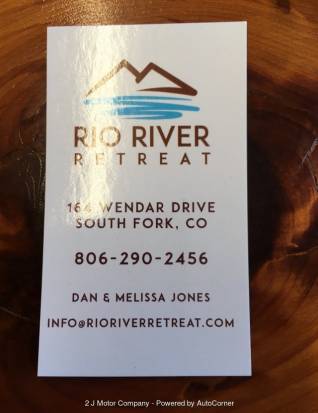 RIO RIVER
RETREAT
164 WENDAR DRIVE
SOUTH FORK, CO
806-290-2456
DAN & MELISSA JONES
INFO@RIORIVERRETREAT.COM
2 J Motor Company - Powered by AutoCorner